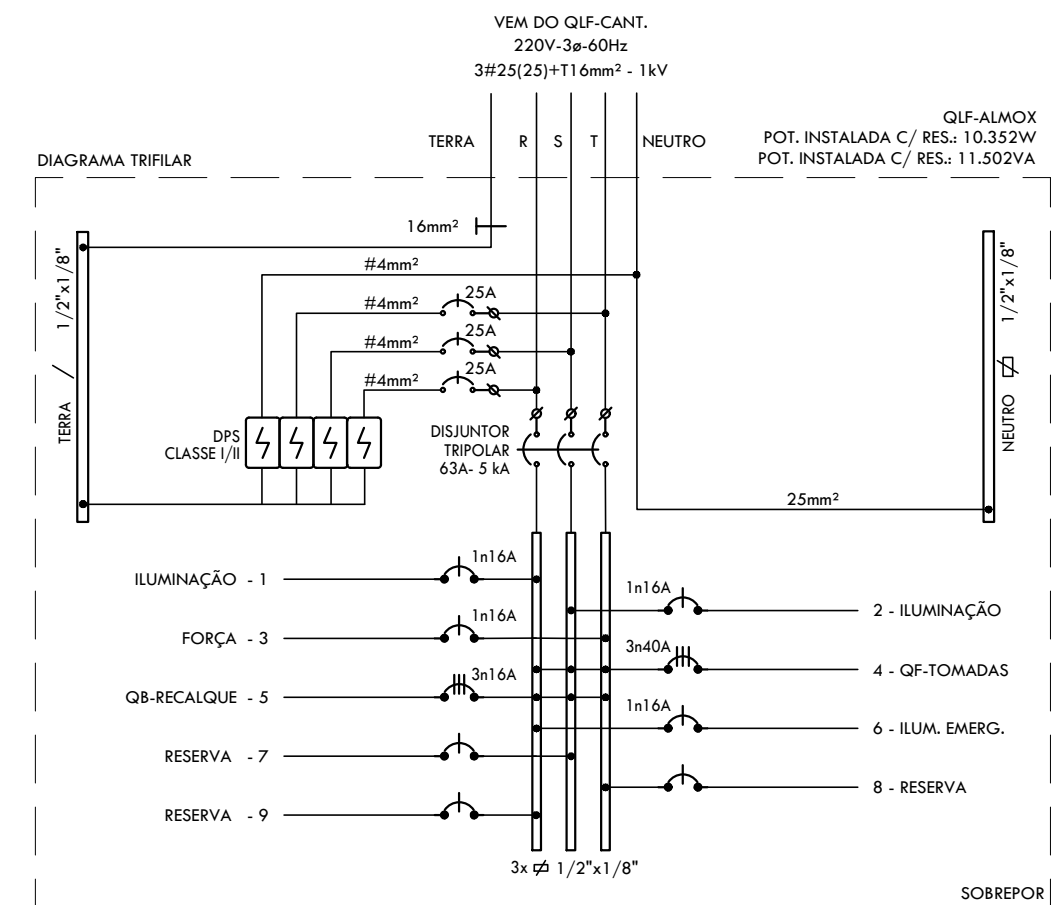 VEM DO QLF-CANT.
220V-3ø-60Hz
3#25(25)+T16mm² - 1kV
QLF-ALMOX
POT. INSTALADA C/ RES.: 10.352W
POT. INSTALADA C/ RES.: 11.502VA
DIAGRAMA TRIFILAR
TERRA
R
S
T
NEUTRO
16mm²
#4mm²
#4mm²
#4mm²
#4mm²
25A
25A
25A
TERRA
1/2"x1/8"
NEUTRO
1/2"x1/8"
DPS
CLASSE I/II
DISJUNTOR
TRIPOLAR
63A- 5 kA
25mm²
ILUMINAÇÃO - 1
1n16A
1n16A
2 - ILUMINAÇÃO
FORÇA - 3
1n16A
3n40A
4 - QF-TOMADAS
QB-RECALQUE - 5
3n16A
1n16A
6 - ILUM. EMERG.
RESERVA - 7
8 - RESERVA
RESERVA - 9
3x 1/2"x1/8"
SOBREPOR